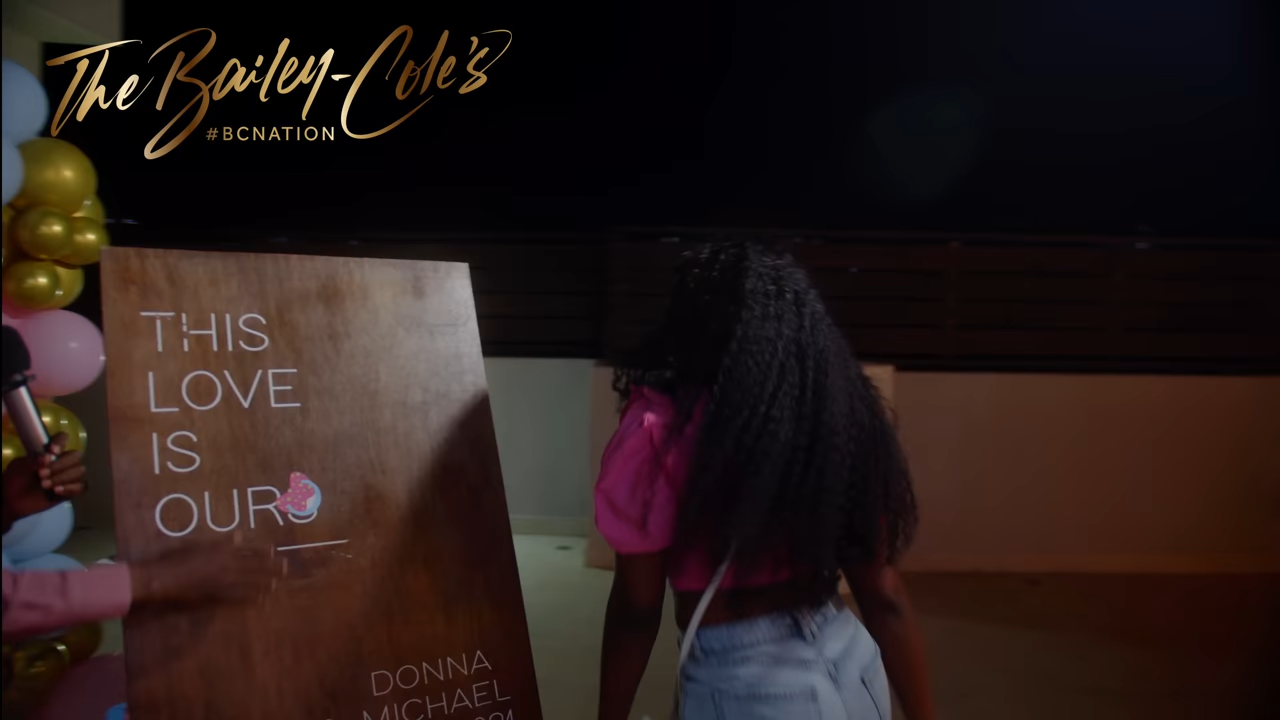 The Bailey-Cole's
#BCNATION
THIS
LOVE
IS
OURS
DONNA
MICHAEL